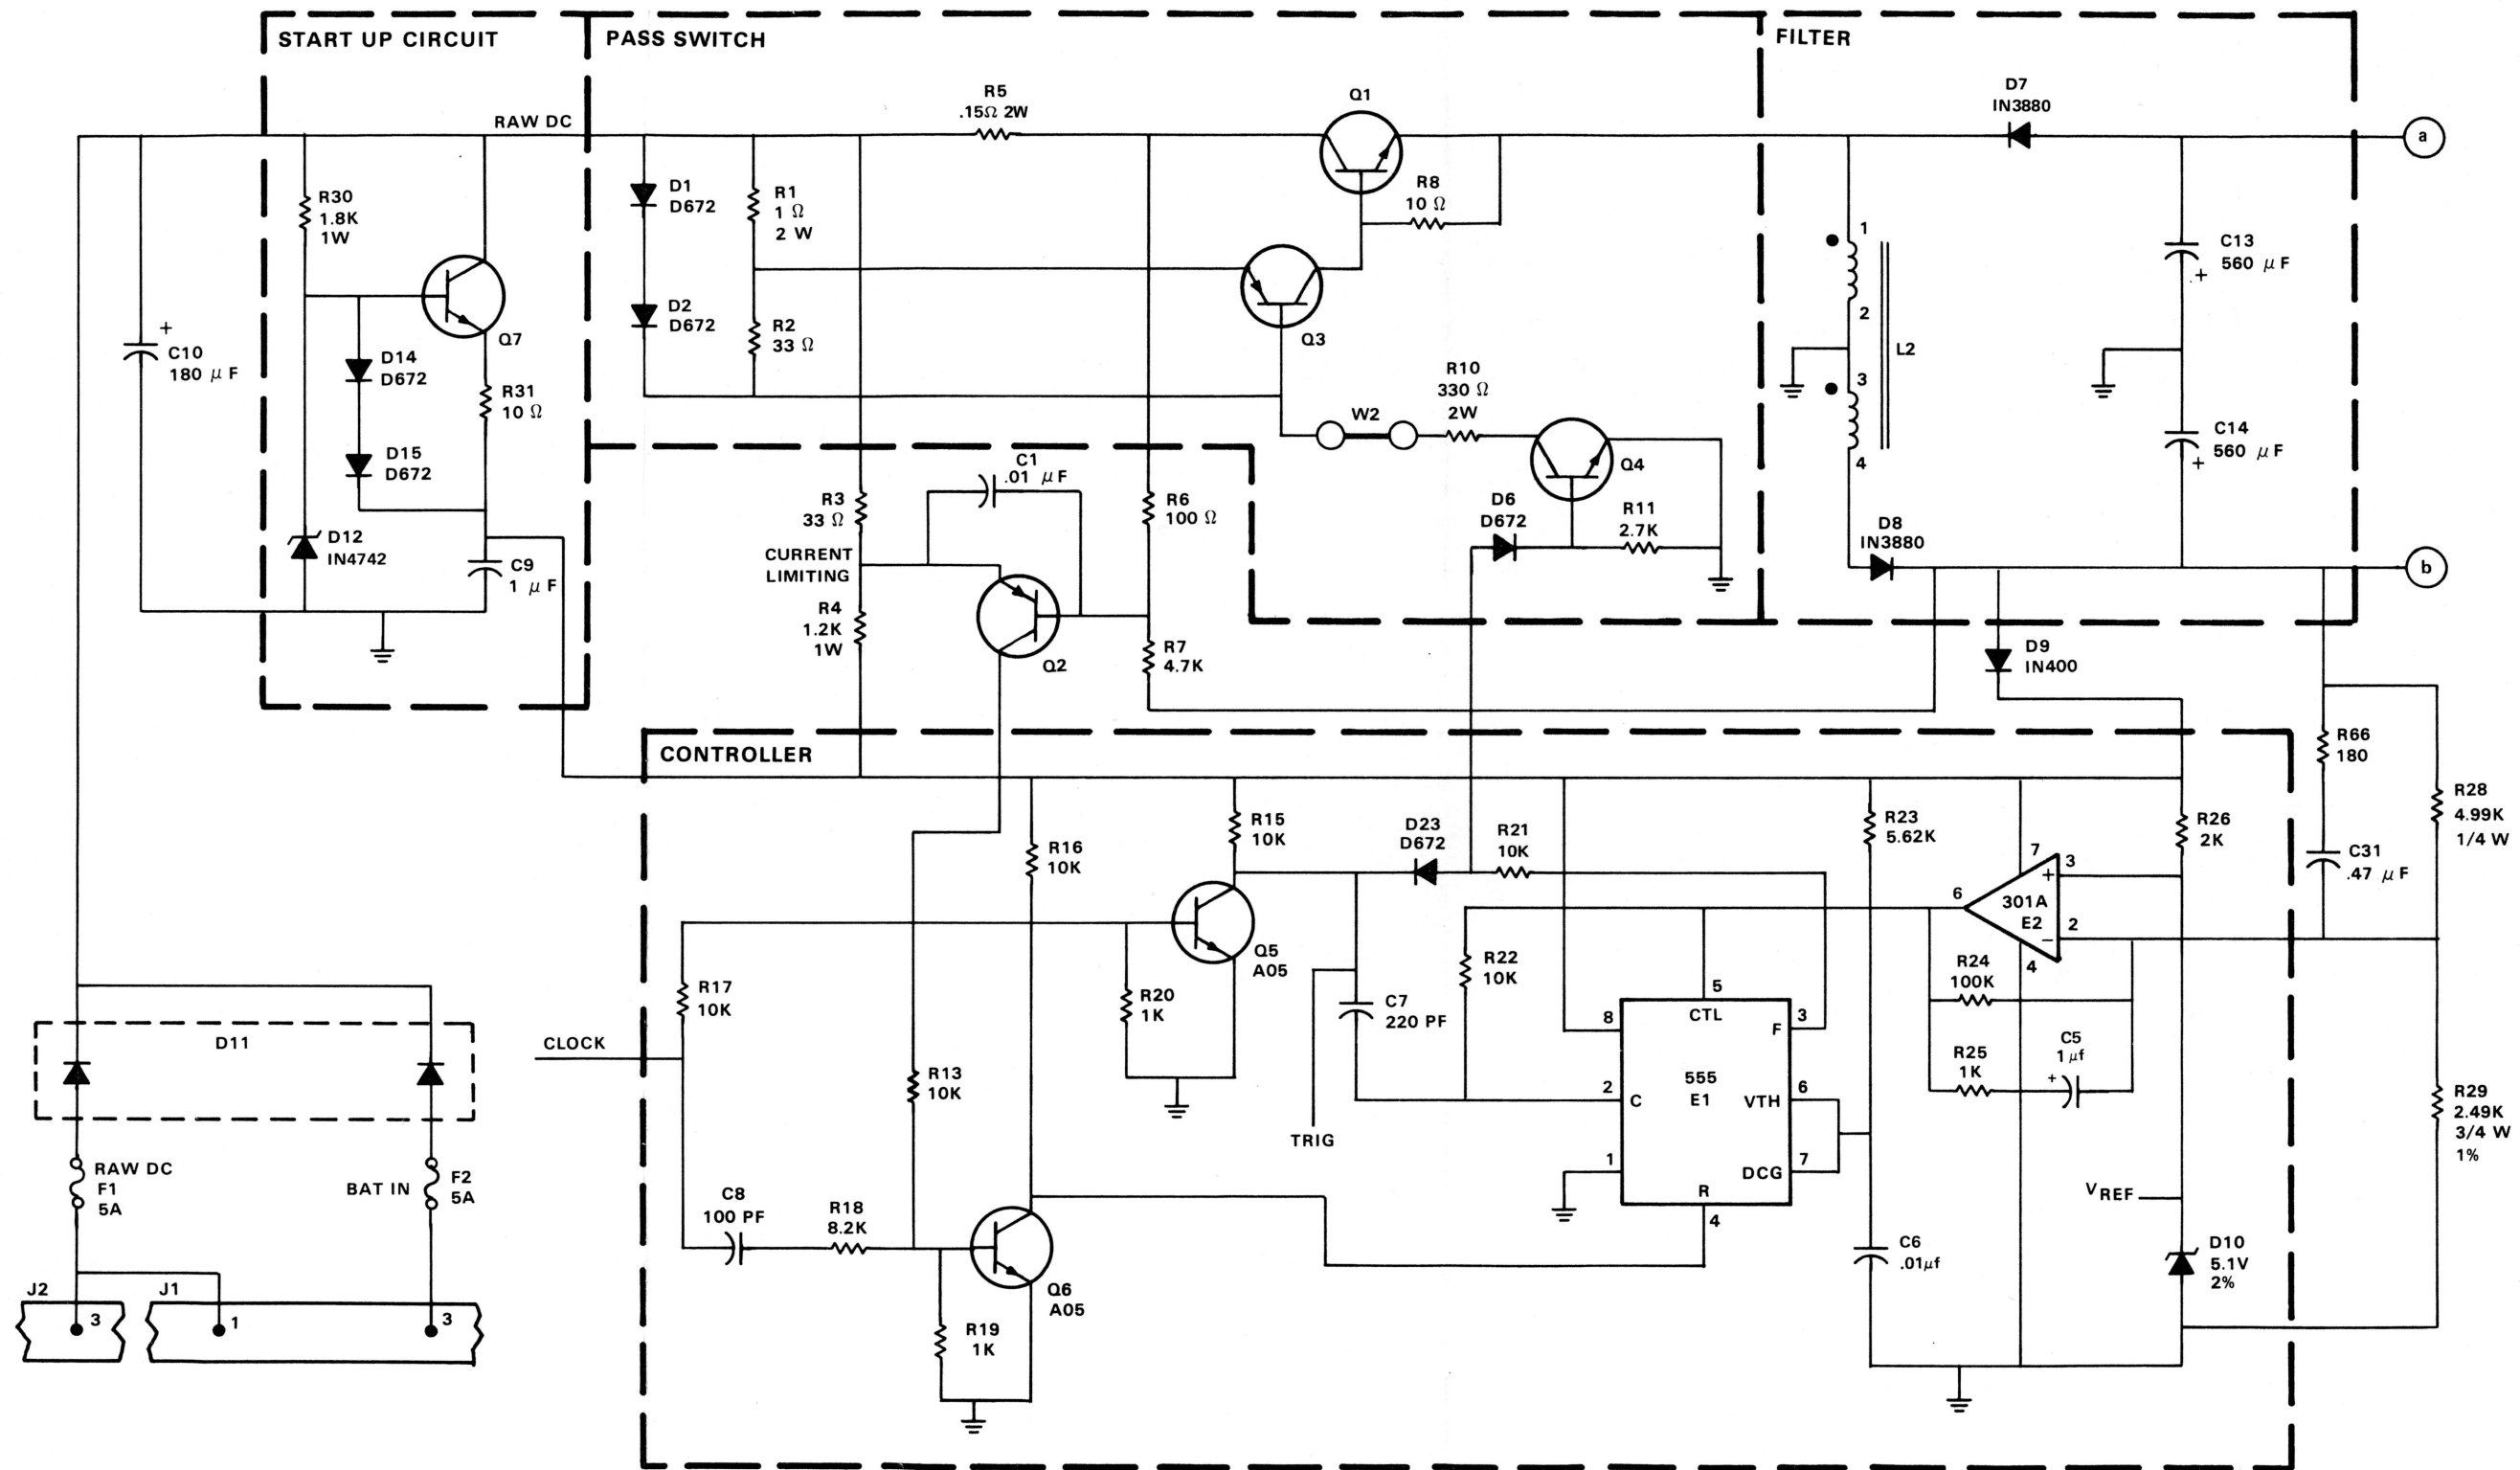 START UP CIRCUIT
PASS SWITCH
FILTER
RAW DC
R5
.15Ω 2W
Q1
D7
IN3880
a
R30
1.8K
1W
D1
D672
R1
1 Ω
2 W
R8
10 Ω
1
C13
560 μF
+
Q7
D2
D672
R2
33 Ω
Q3
2
L2
+
C10
180 μF
D14
D672
R31
10 Ω
R10
330 Ω
2W
W2
3
C14
560 μF
+
D15
D672
C1
.01 μF
Q4
4
R3
33 Ω
R6
100 Ω
D6
D672
R11
2.7K
D8
IN3880
D12
IN4742
CURRENT
LIMITING
C9
1 μF
b
R4
1.2K
1W
Q2
R7
4.7K
D9
IN400
CONTROLLER
R66
180
R28
4.99K
1/4 W
R16
10K
R15
10K
D23
D672
R21
10K
R23
5.62K
R26
2K
7
3
+
6
301A
E2
2
−
4
C31
.47 μF
Q5
A05
R17
10K
R20
1K
R22
10K
R24
100K
C7
220 PF
5
CTL
8
F
3
D11
CLOCK
R13
10K
R25
1K
C5
1 μf
+
555
E1
2
C
VTH
6
R29
2.49K
3/4 W
1%
TRIG
1
DCG
7
R
4
RAW DC
F1
5A
BAT IN
F2
5A
C8
100 PF
R18
8.2K
VREF
C6
.01μf
D10
5.1V
2%
Q6
A05
R19
1K
J2
3
J1
1
3